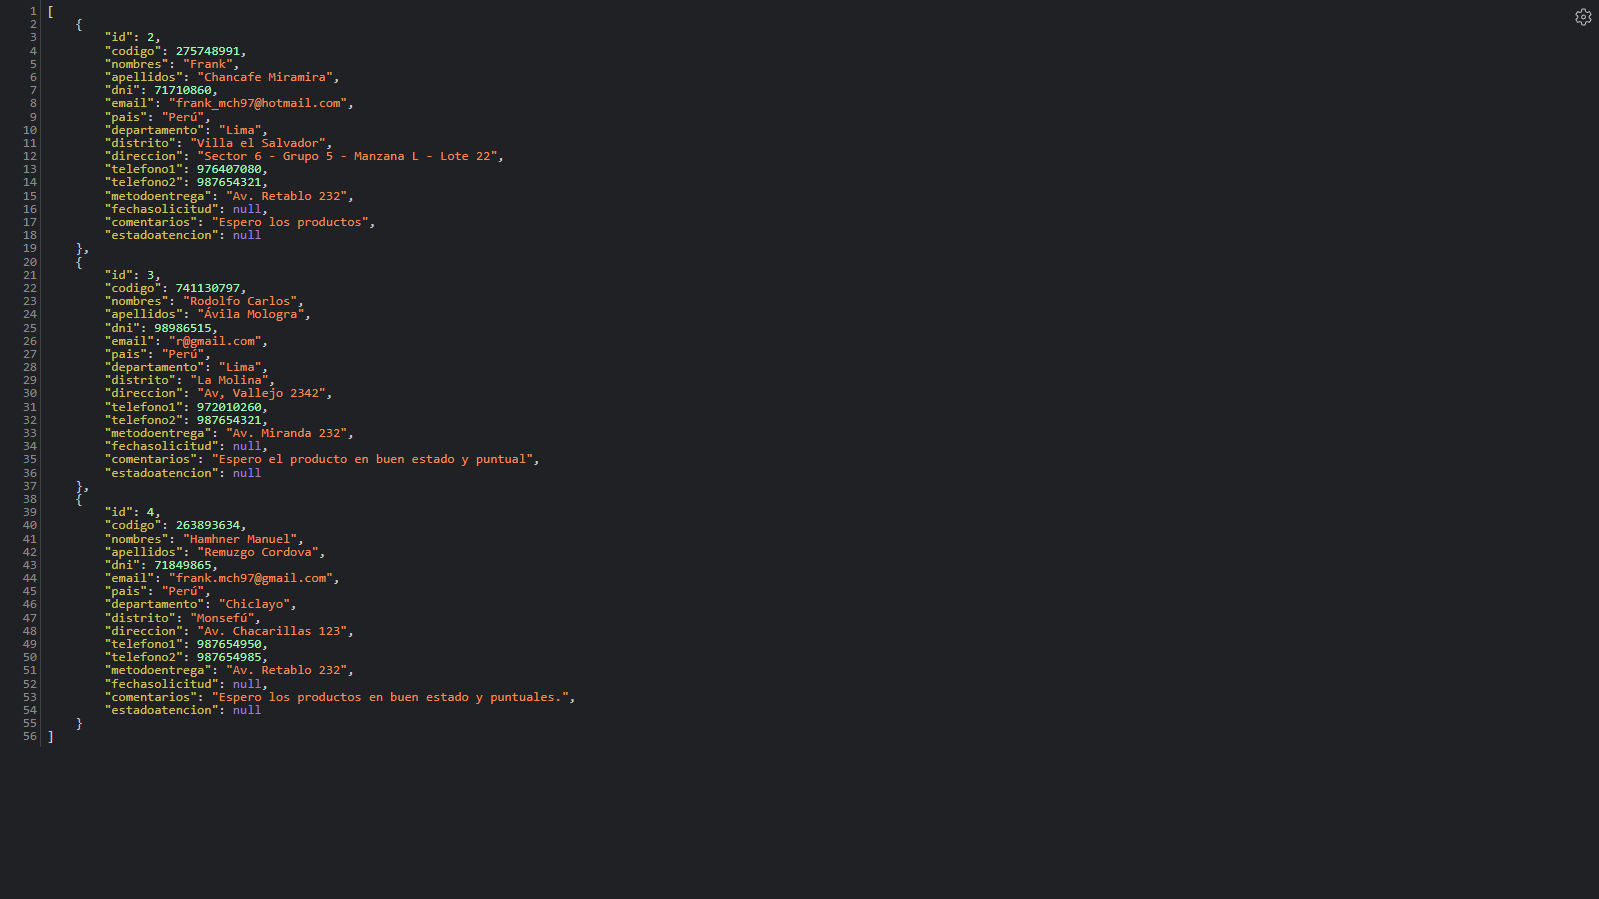 1 [
2 {
3 "id": 2,
4 "codigo": 275748991,
5 "nombres": "Frank",
6 "apellidos": "Chancafe Miramira",
7 "dni": 71710860,
8 "email": "frank_mch97@hotmail.com",
9 "pais": "Perú",
10 "departamento": "Lima",
11 "distrito": "Villa el Salvador",
12 "direccion": "Sector 6 - Grupo 5 - Manzana L - Lote 22",
13 "telefono1": 976407080,
14 "telefono2": 987654321,
15 "metodoentrega": "Av. Retablo 232",
16 "fechasolicitud": null,
17 "comentarios": "Espero los productos",
18 "estadoatencion": null
19 },
20 {
21 "id": 3,
22 "codigo": 741130797,
23 "nombres": "Rodolfo Carlos",
24 "apellidos": "Ávila Mologra",
25 "dni": 98986515,
26 "email": "r@gmail.com",
27 "pais": "Perú",
28 "departamento": "Lima",
29 "distrito": "La Molina",
30 "direccion": "Av, Vallejo 2342",
31 "telefono1": 972010260,
32 "telefono2": 987654321,
33 "metodoentrega": "Av. Miranda 232",
34 "fechasolicitud": null,
35 "comentarios": "Espero el producto en buen estado y puntual",
36 "estadoatencion": null
37 },
38 {
39 "id": 4,
40 "codigo": 263893634,
41 "nombres": "Hamhner Manuel",
42 "apellidos": "Remuzgo Cordova",
43 "dni": 71849865,
44 "email": "frank.mch97@gmail.com",
45 "pais": "Perú",
46 "departamento": "Chiclayo",
47 "distrito": "Monsefú",
48 "direccion": "Av. Chacarillas 123",
49 "telefono1": 987654950,
50 "telefono2": 987654985,
51 "metodoentrega": "Av. Retablo 232",
52 "fechasolicitud": null,
53 "comentarios": "Espero los productos en buen estado y puntuales.",
54 "estadoatencion": null
55 }
56 ]